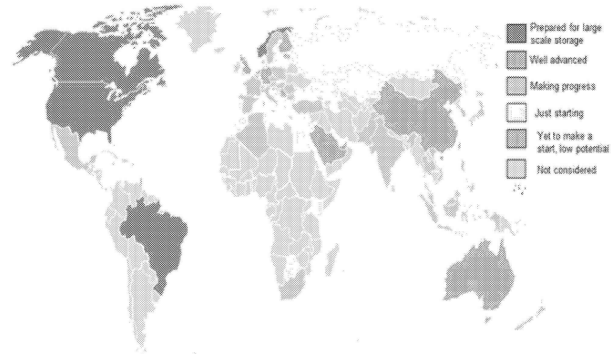 Prepared for large
scale storage
Well advanced
Making progress
Just starting
Yet to make a
start, low potential
Not considered